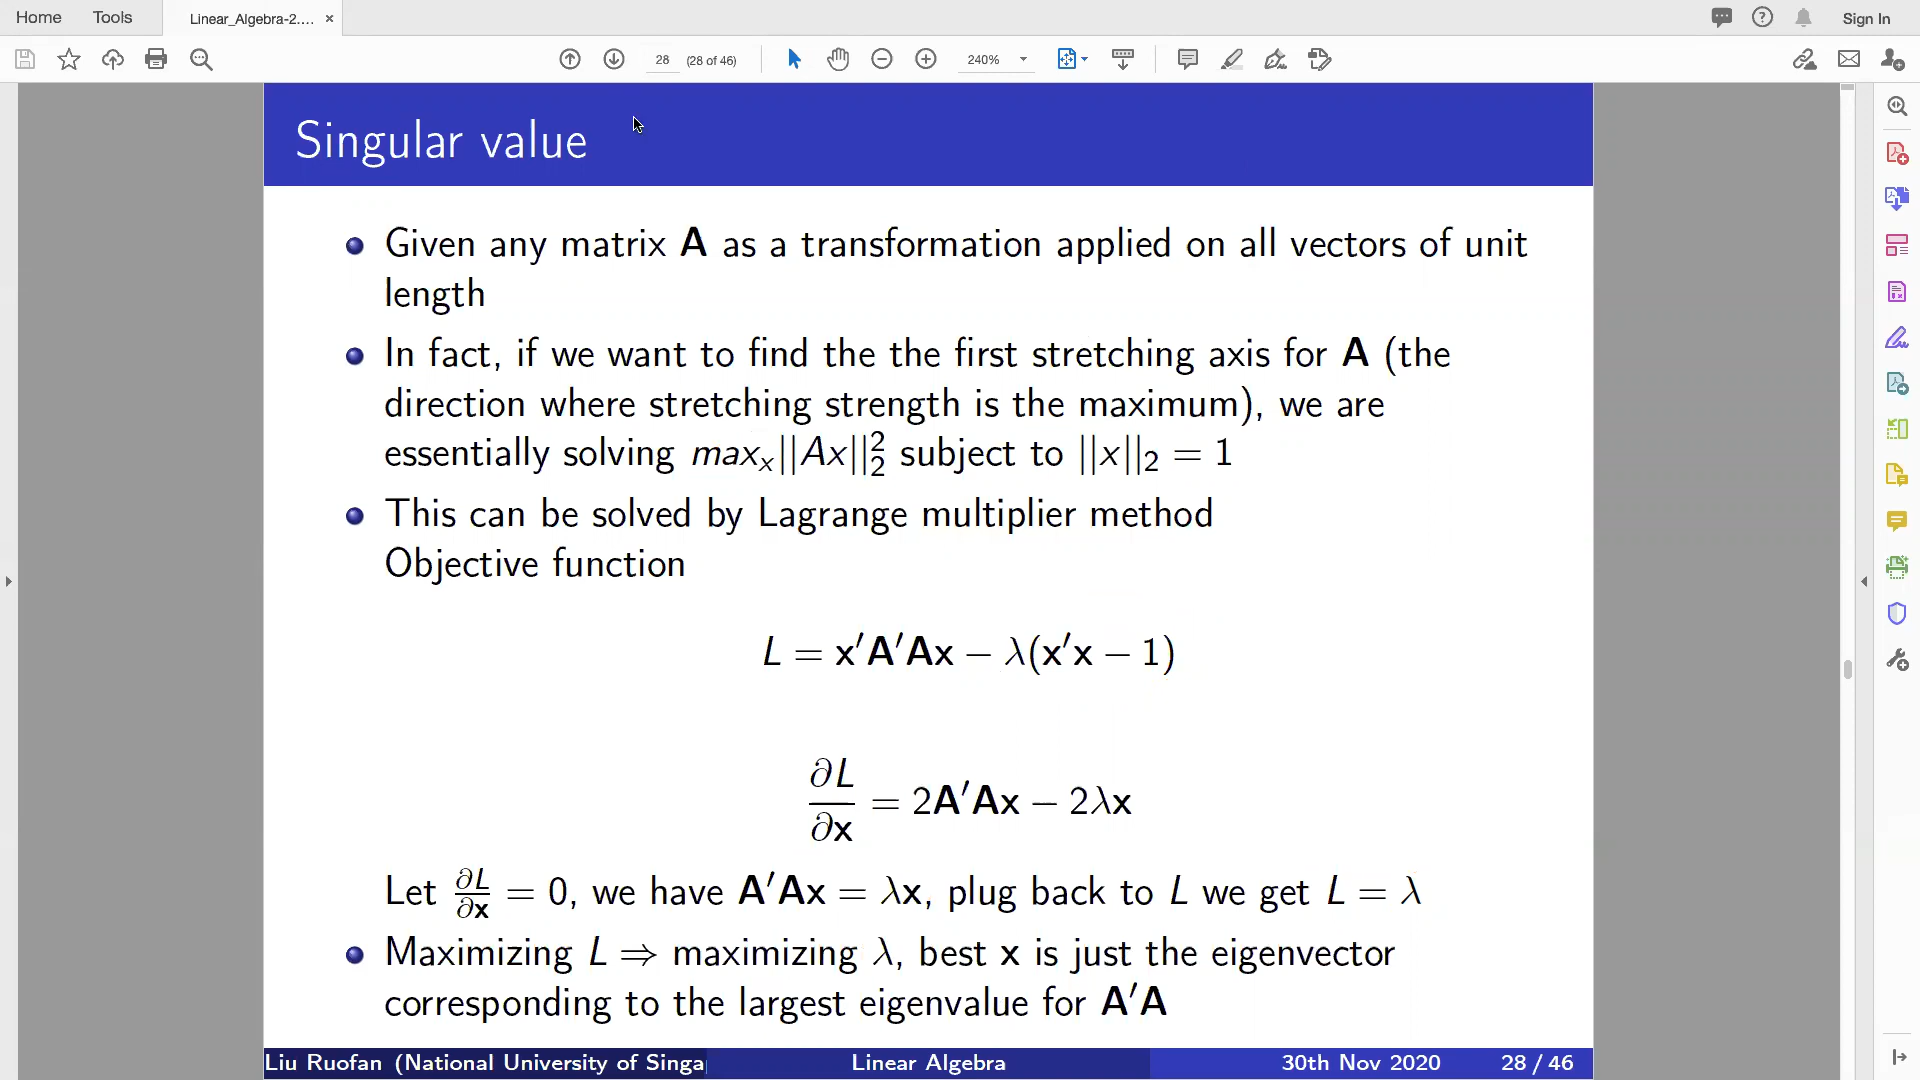 Home Tools Linear_Algebra-2.... × Sign In
28 (28 of 46) 240%
Singular value
Given any matrix A as a transformation applied on all vectors of unit
length
In fact, if we want to find the the first stretching axis for A (the
direction where stretching strength is the maximum), we are
essentially solving max_x||Ax||_2^2 subject to ||x||_2 = 1
This can be solved by Lagrange multiplier method
Objective function
L = x′A′Ax − λ(x′x − 1)
∂L/∂x = 2A′Ax − 2λx
Let ∂L/∂x = 0, we have A′Ax = λx, plug back to L we get L = λ
Maximizing L ⇒ maximizing λ, best x is just the eigenvector
corresponding to the largest eigenvalue for A′A
Liu Ruofan (National University of Singa Linear Algebra 30th Nov 2020 28 / 46